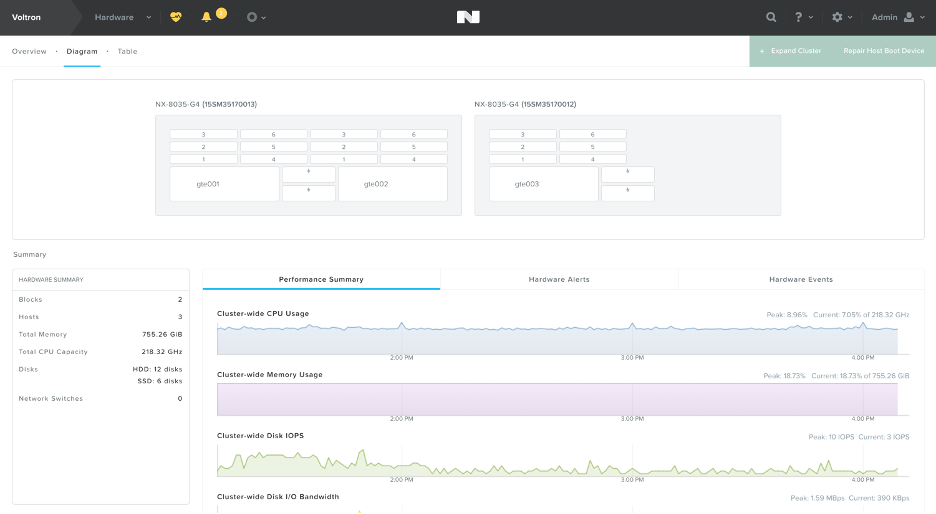 Voltron Hardware 2 ? Admin
Overview · Diagram · Table + Expand Cluster Repair Host Boot Device
NX-8035-G4 (15SM35170013) NX-8035-G4 (15SM35170012)
3 6 3 6 3 6
2 5 2 5 2 5
1 4 1 4 1 4
gte001 gte002 gte003
Summary
HARDWARE SUMMARY Performance Summary Hardware Alerts Hardware Events
Blocks 2
Hosts 3
Total Memory 755.26 GiB
Total CPU Capacity 218.32 GHz
Disks HDD: 12 disks
SSD: 6 disks
Network Switches 0
Cluster-wide CPU Usage Peak: 8.96% Current: 7.05% of 218.32 GHz
2:00 PM 3:00 PM 4:00 PM
Cluster-wide Memory Usage Peak: 18.73% Current: 18.73% of 755.26 GiB
2:00 PM 3:00 PM 4:00 PM
Cluster-wide Disk IOPS Peak: 10 IOPS Current: 3 IOPS
2:00 PM 3:00 PM 4:00 PM
Cluster-wide Disk I/O Bandwidth Peak: 1.59 MBps Current: 390 KBps